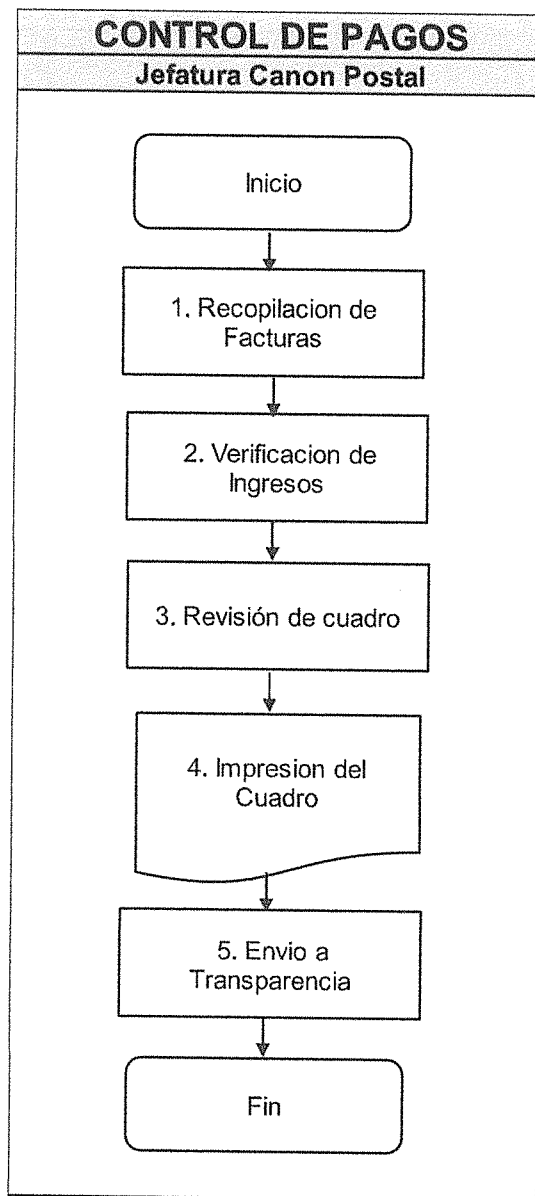 CONTROL DE PAGOS
Jefatura Canon Postal
Inicio
1. Recopilacion de
Facturas
2. Verificacion de
Ingresos
3. Revisión de cuadro
4. Impresion del
Cuadro
5. Envio a
Transparencia
Fin